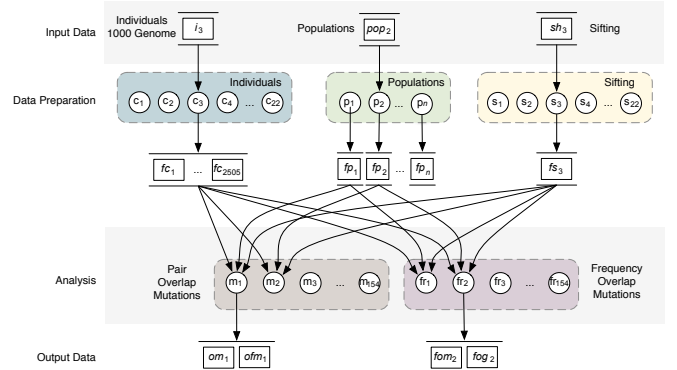 Individuals
1000 Genome
i3
Populations
pop2
sh3
Sifting
Input Data
Individuals
Populations
Sifting
Data Preparation
c1 c2 c3 c4 ... c22
p1 p2 ... pn
s1 s2 s3 s4 ... s22
fc1 ... fc2505
fp1 fp2 ... fpn
fs3
Analysis
Pair
Overlap
Mutations
m1 m2 m3 ... m154
fr1 fr2 fr3 ... fr154
Frequency
Overlap
Mutations
Output Data
om1 ofm1
fom2 fog2